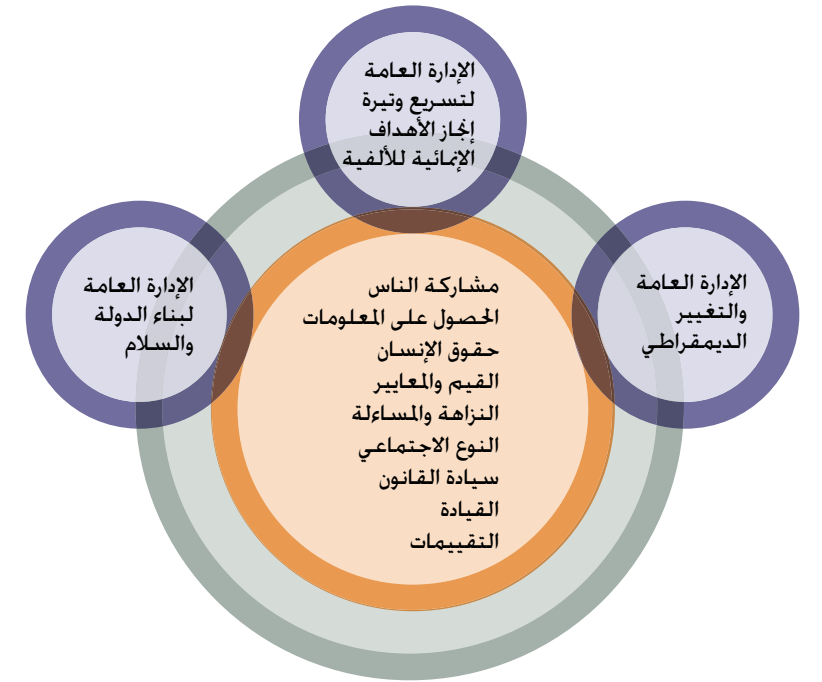 الإدارة العامة
لتسريع وتيرة
إنجاز الأهداف
الإنمائية للألفية
الإدارة العامة
والتغيير
الديمقراطي
مشاركة الناس
الحصول على المعلومات
حقوق الإنسان
القيم والمعايير
النزاهة والمساءلة
النوع الاجتماعي
سيادة القانون
القيادة
التقييمات
الإدارة العامة
لبناء الدولة
والسلام